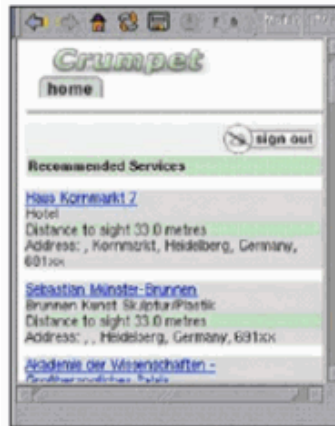 Crumpet
home
sign out
Recommended Services
Haus Kornmarkt 7
Hotel
Distance to sight 33.0 metres
Address: , Kornmarkt, Heidelberg, Germany,
691xx
Sebastian Münster-Brunnen
Brunnen Kunst Skulptur/Plastik
Distance to sight 33.0 metres
Address: , , Heidelberg, Germany, 691xx
Akademie der Wissenschaften -